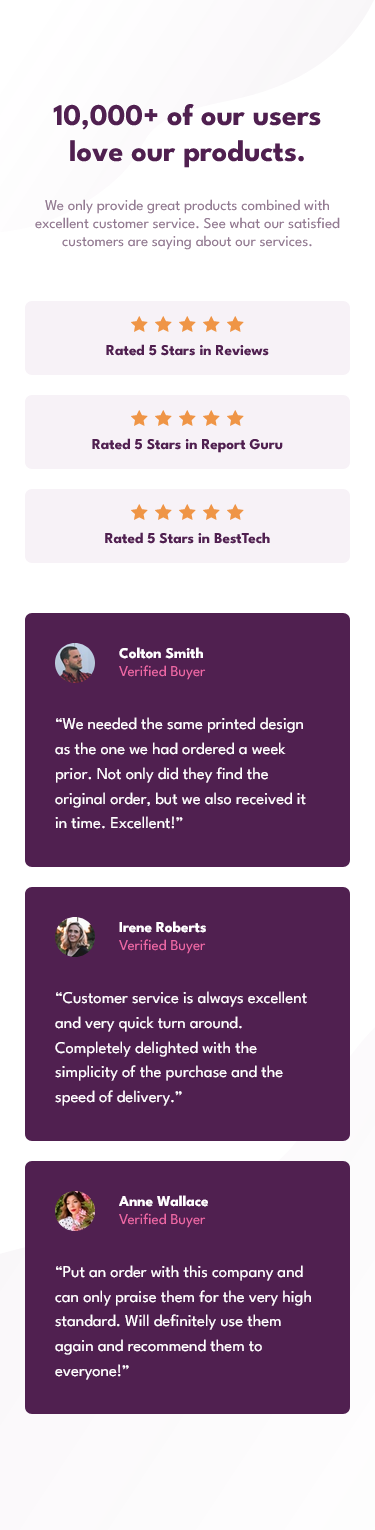 10,000+ of our users
love our products.
We only provide great products combined with
excellent customer service. See what our satisfied
customers are saying about our services.
Rated 5 Stars in Reviews
Rated 5 Stars in Report Guru
Rated 5 Stars in BestTech
Colton Smith
Verified Buyer
“We needed the same printed design
as the one we had ordered a week
prior. Not only did they find the
original order, but we also received it
in time. Excellent!”
Irene Roberts
Verified Buyer
“Customer service is always excellent
and very quick turn around.
Completely delighted with the
simplicity of the purchase and the
speed of delivery.”
Anne Wallace
Verified Buyer
“Put an order with this company and
can only praise them for the very high
standard. Will definitely use them
again and recommend them to
everyone!”